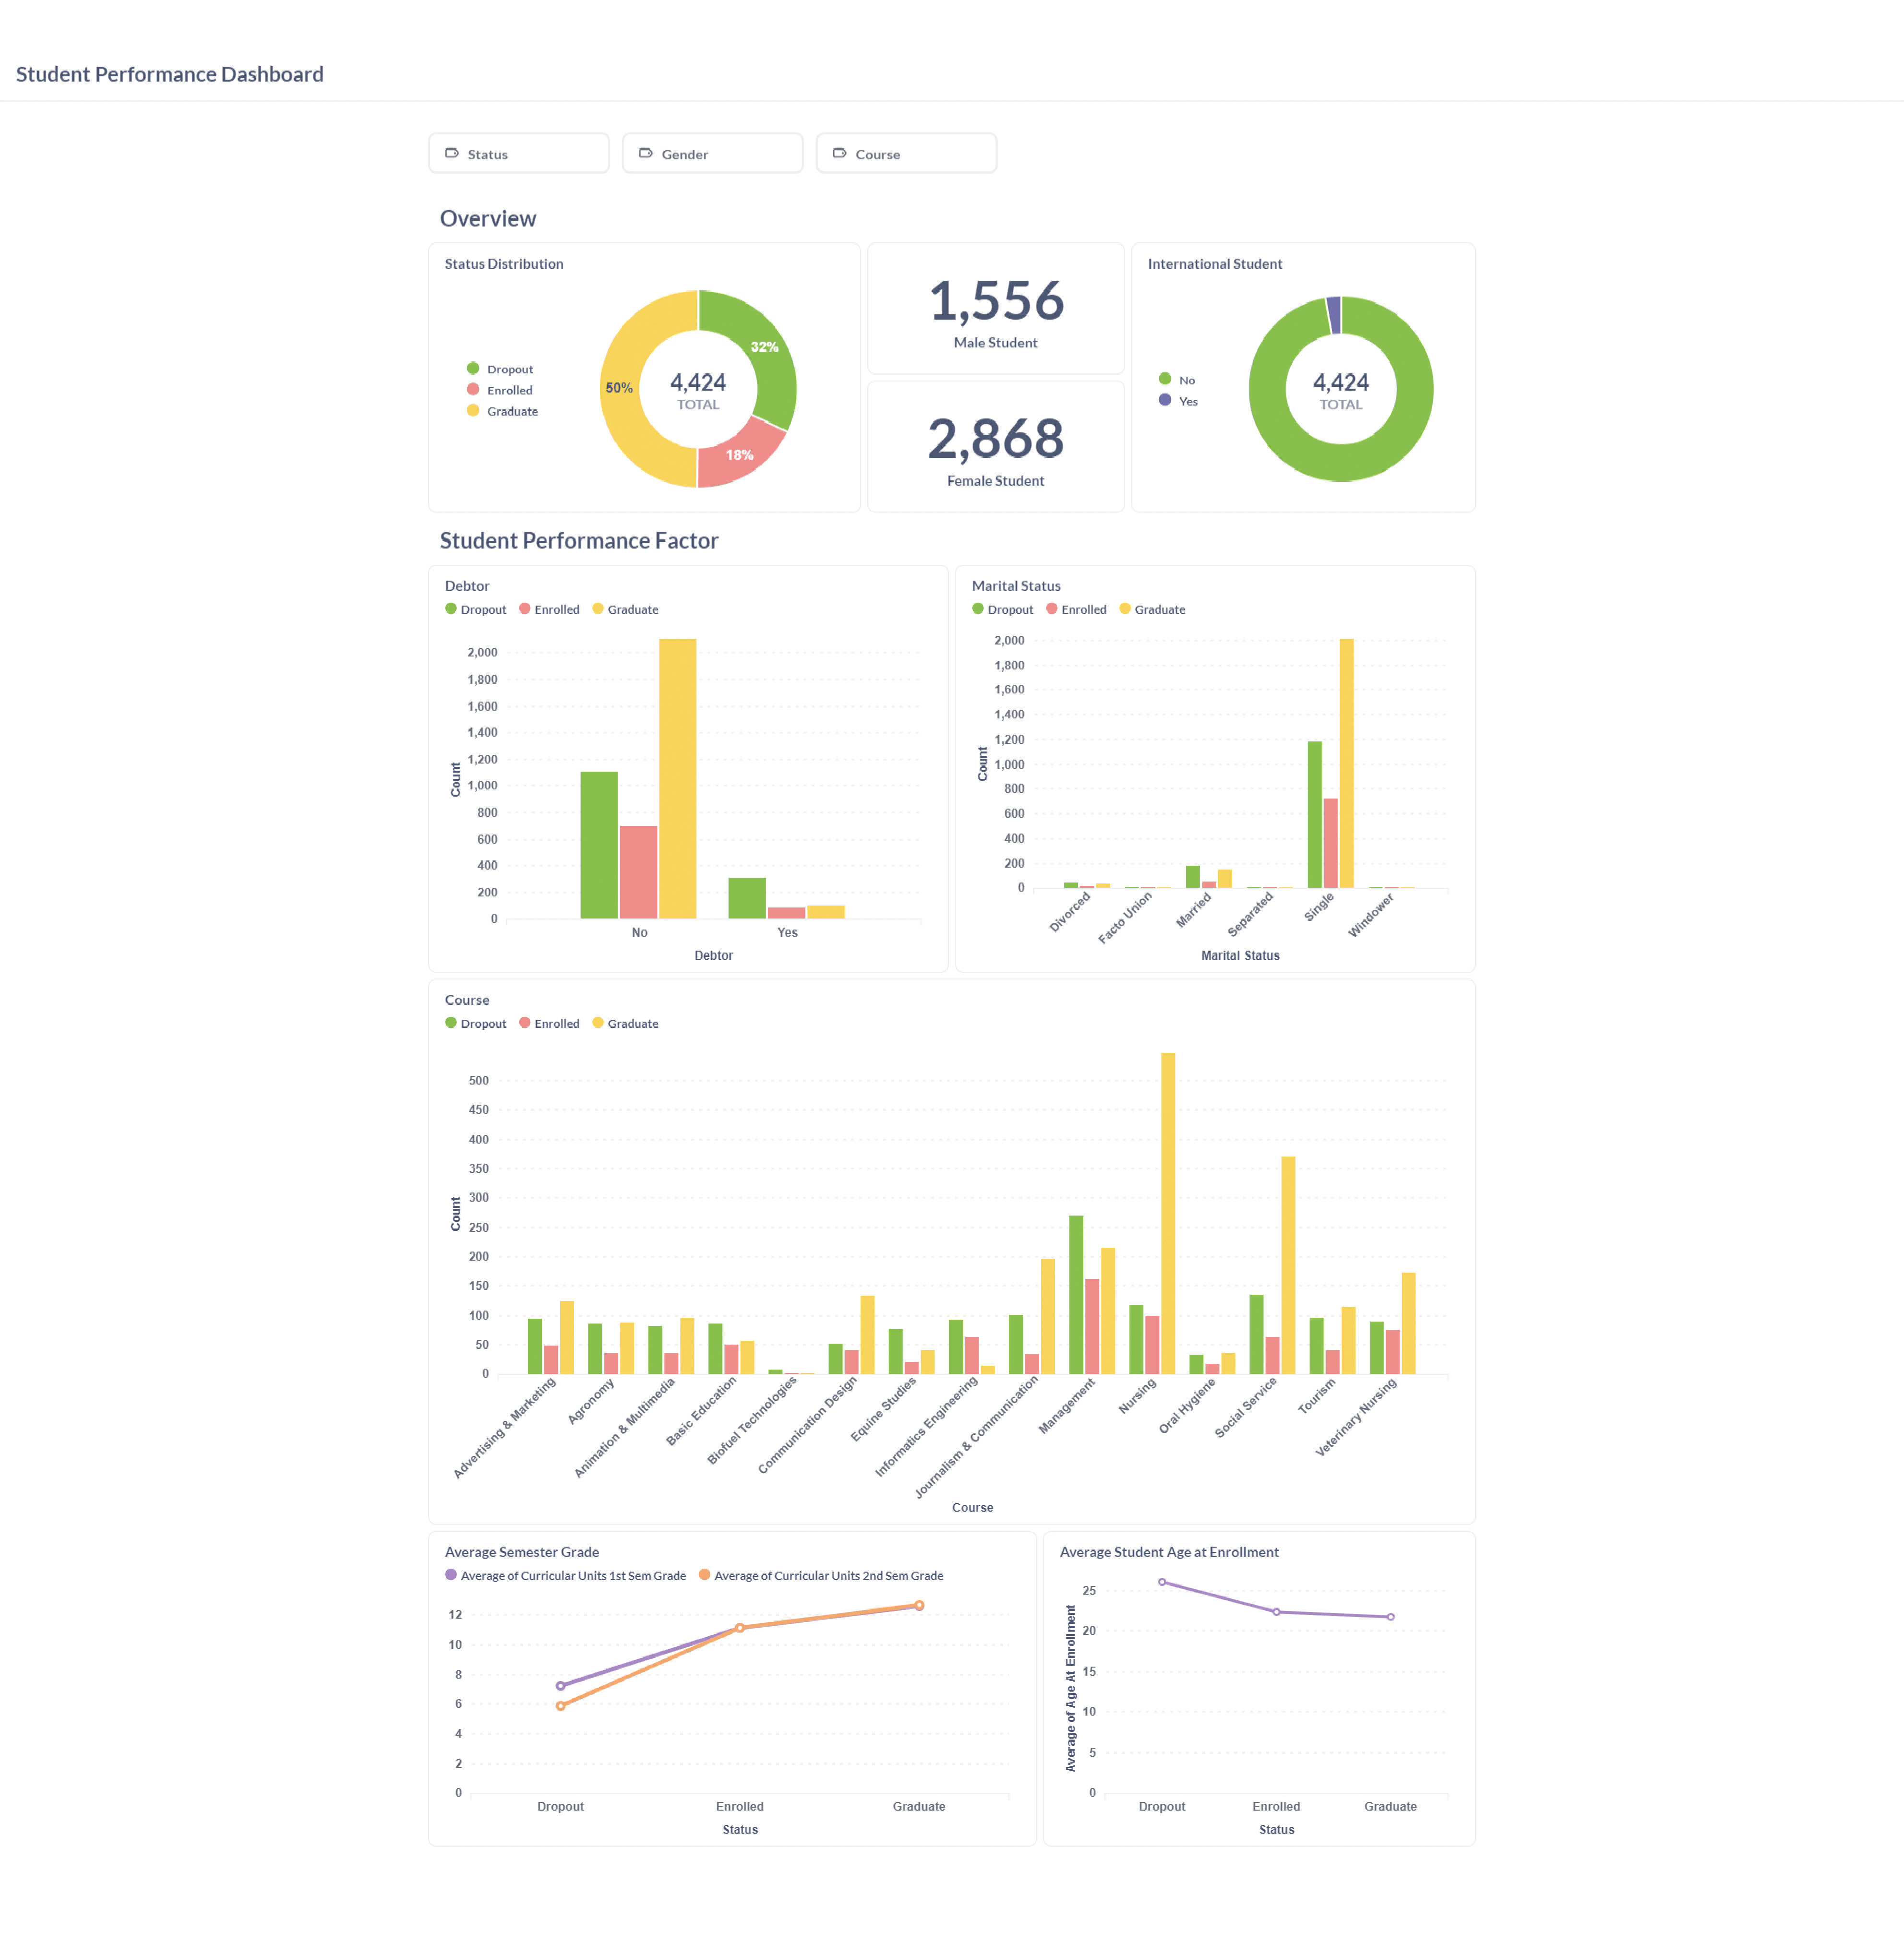 Student Performance Dashboard
Status
Gender
Course
Overview
Status Distribution
Dropout
Enrolled
Graduate
32%
50%
18%
4,424
TOTAL
1,556
Male Student
2,868
Female Student
International Student
No
Yes
4,424
TOTAL
Student Performance Factor
Debtor
Dropout Enrolled Graduate
2,000
1,800
1,600
1,400
1,200
1,000
800
600
400
200
0
Count
No Yes
Debtor
Marital Status
Dropout Enrolled Graduate
2,000
1,800
1,600
1,400
1,200
1,000
800
600
400
200
0
Count
Divorced
Facto Union
Married
Separated
Single
Windower
Marital Status
Course
Dropout Enrolled Graduate
500
450
400
350
300
250
200
150
100
50
0
Count
Advertising & Marketing
Agronomy
Animation & Multimedia
Basic Education
Biofuel Technologies
Communication Design
Equine Studies
Informatics Engineering
Journalism & Communication
Management
Nursing
Oral Hygiene
Social Service
Tourism
Veterinary Nursing
Course
Average Semester Grade
Average of Curricular Units 1st Sem Grade Average of Curricular Units 2nd Sem Grade
12
10
8
6
4
2
0
Dropout Enrolled Graduate
Status
Average Student Age at Enrollment
25
20
15
10
5
0
Average of Age At Enrollment
Dropout Enrolled Graduate
Status